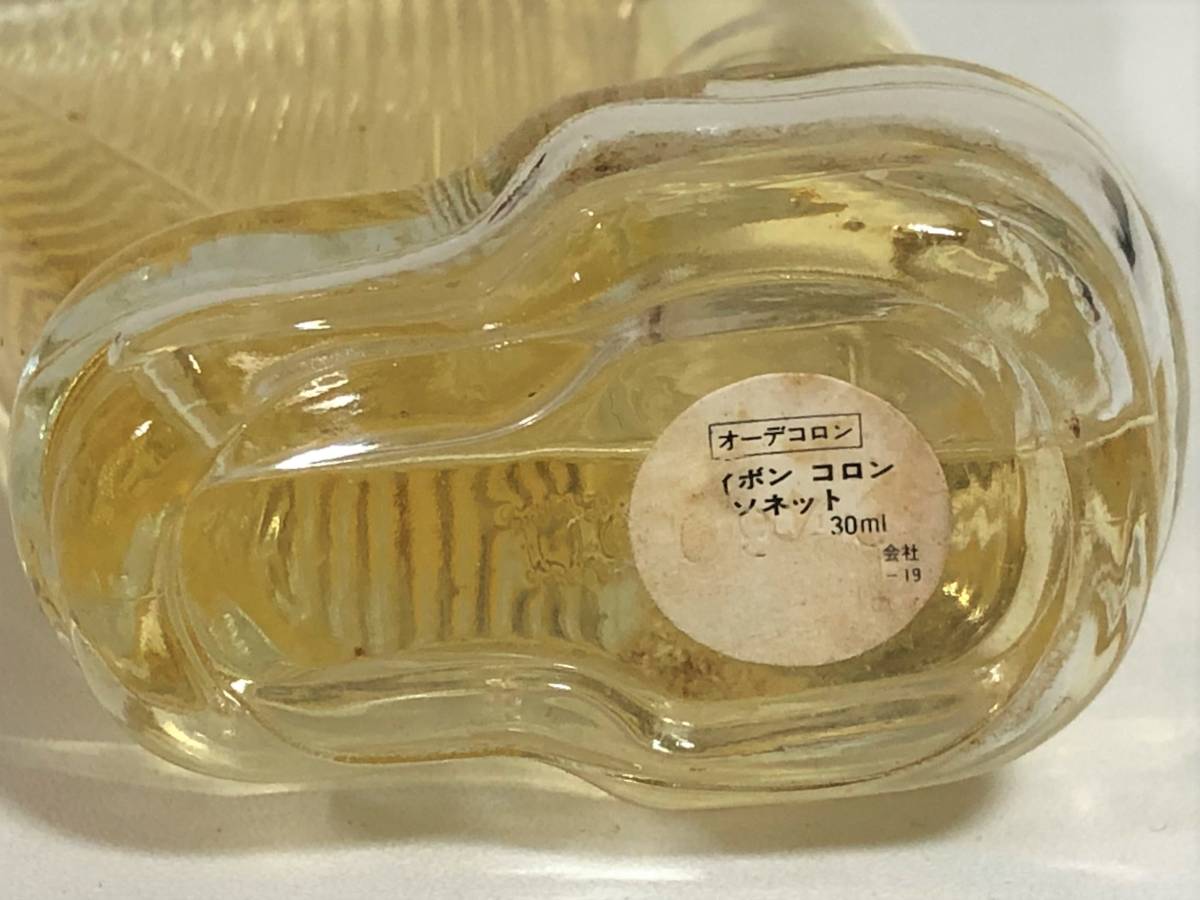 オーデコロン
イボン コロン
ソネット
30ml
会社
-19